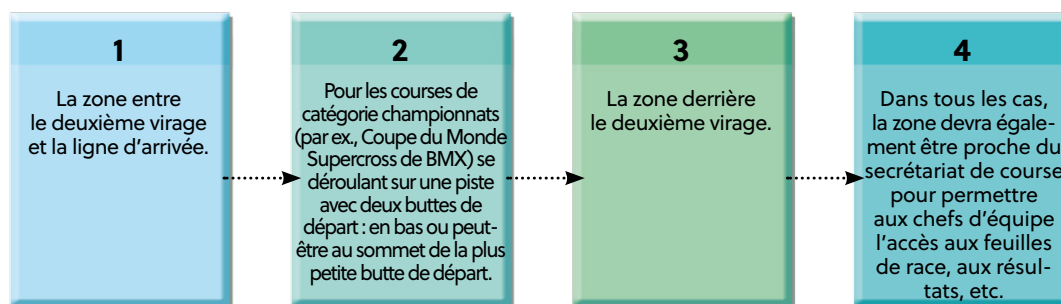 1
La zone entre
le deuxième virage
et la ligne d'arrivée.
2
Pour les courses de
catégorie championnats
(par ex., Coupe du Monde
Supercross de BMX) se
déroulant sur une piste
avec deux buttes de
départ : en bas ou peut-
être au sommet de la plus
petite butte de départ.
3
La zone derrière
le deuxième virage.
4
Dans tous les cas,
la zone devra égale-
ment être proche du
secrétariat de course
pour permettre
aux chefs d'équipe
l'accès aux feuilles
de race, aux résul-
tats, etc.